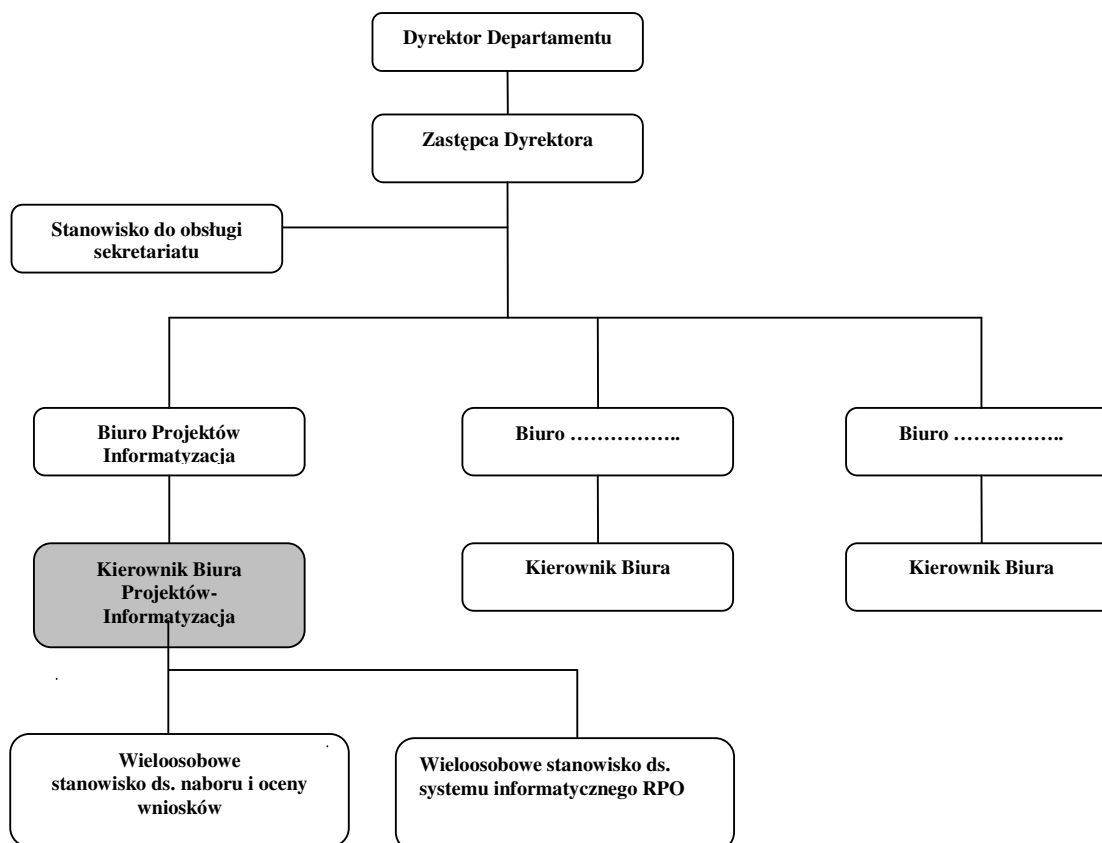 Dyrektor Departamentu
Zastępca Dyrektora
Stanowisko do obsługi
sekretariatu
Biuro Projektów
Informatyzacja
Biuro ……………..
Biuro ……………..
Kierownik Biura
Projektów-
Informatyzacja
Kierownik Biura
Kierownik Biura
Wieloosobowe
stanowisko ds. naboru i oceny
wniosków
Wieloosobowe stanowisko ds.
systemu informatycznego RPO